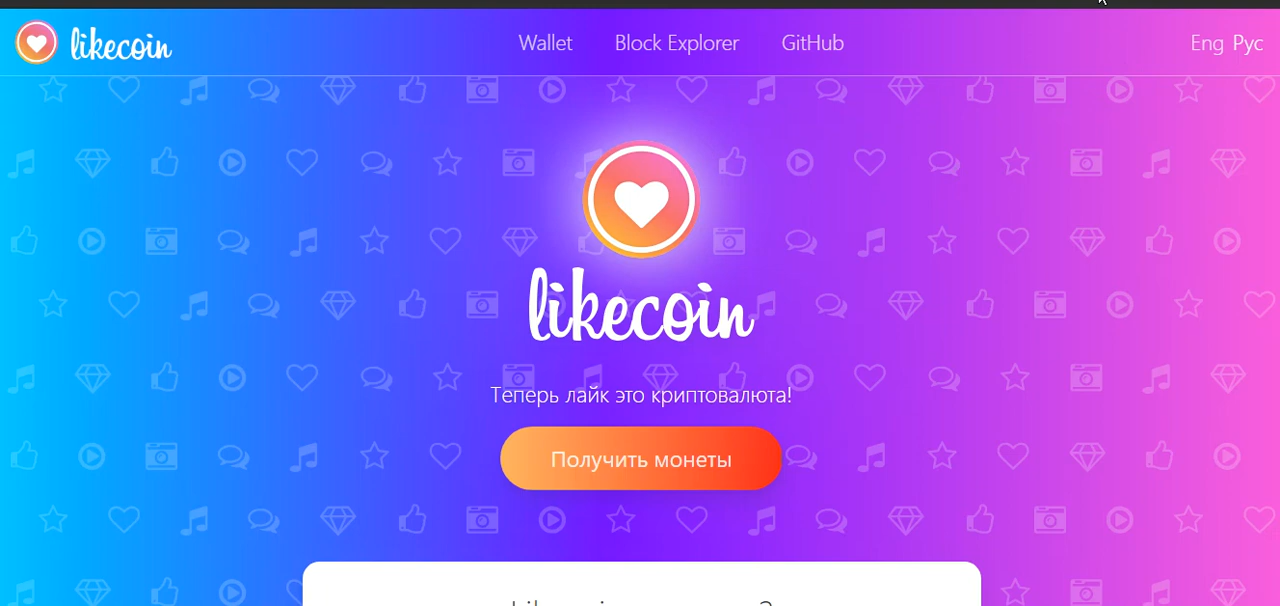 likecoin
Wallet Block Explorer GitHub
Eng Рус
likecoin
Теперь лайк это криптовалюта!
Получить монеты